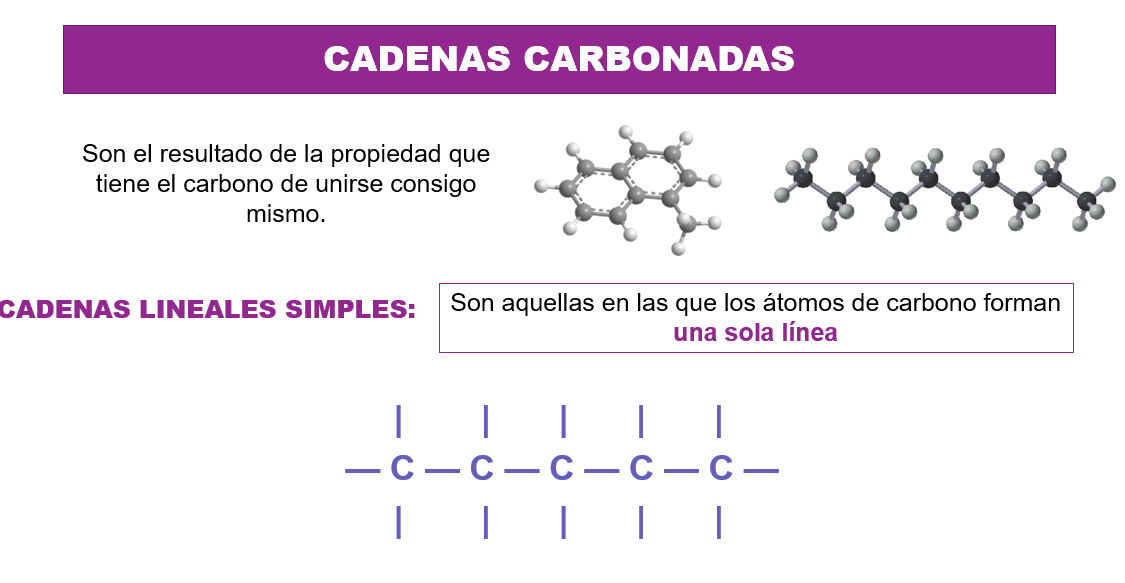 CADENAS CARBONADAS
Son el resultado de la propiedad que
tiene el carbono de unirse consigo
mismo.
CADENAS LINEALES SIMPLES:
Son aquellas en las que los átomos de carbono forman
una sola línea
| | | | |
— C — C — C — C — C —
| | | | |